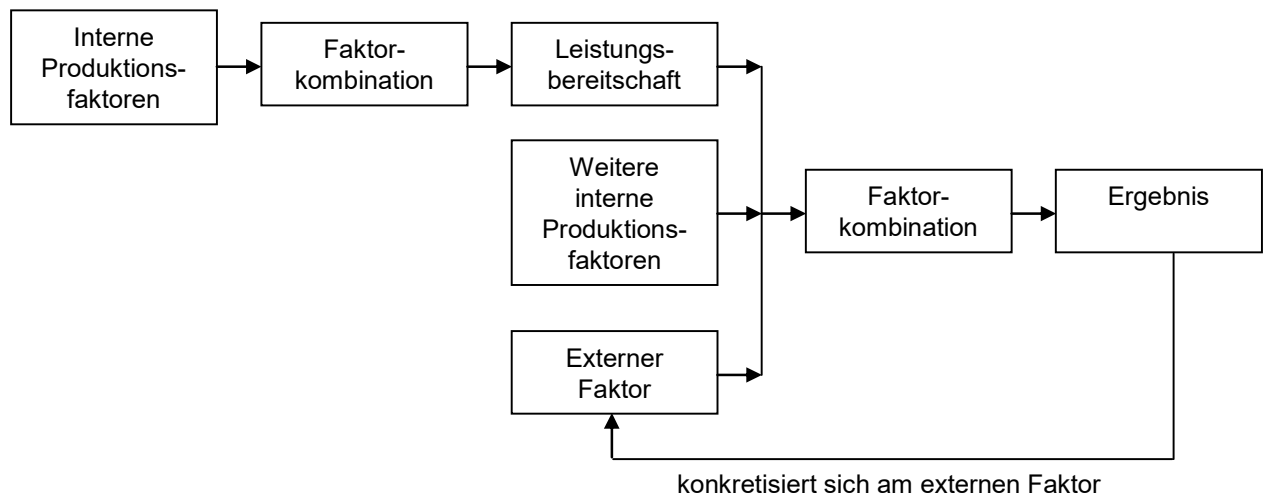 Interne
Produktions-
faktoren
Faktor-
kombination
Leistungs-
bereitschaft
Weitere
interne
Produktions-
faktoren
Externer
Faktor
Faktor-
kombination
Ergebnis
konkretisiert sich am externen Faktor